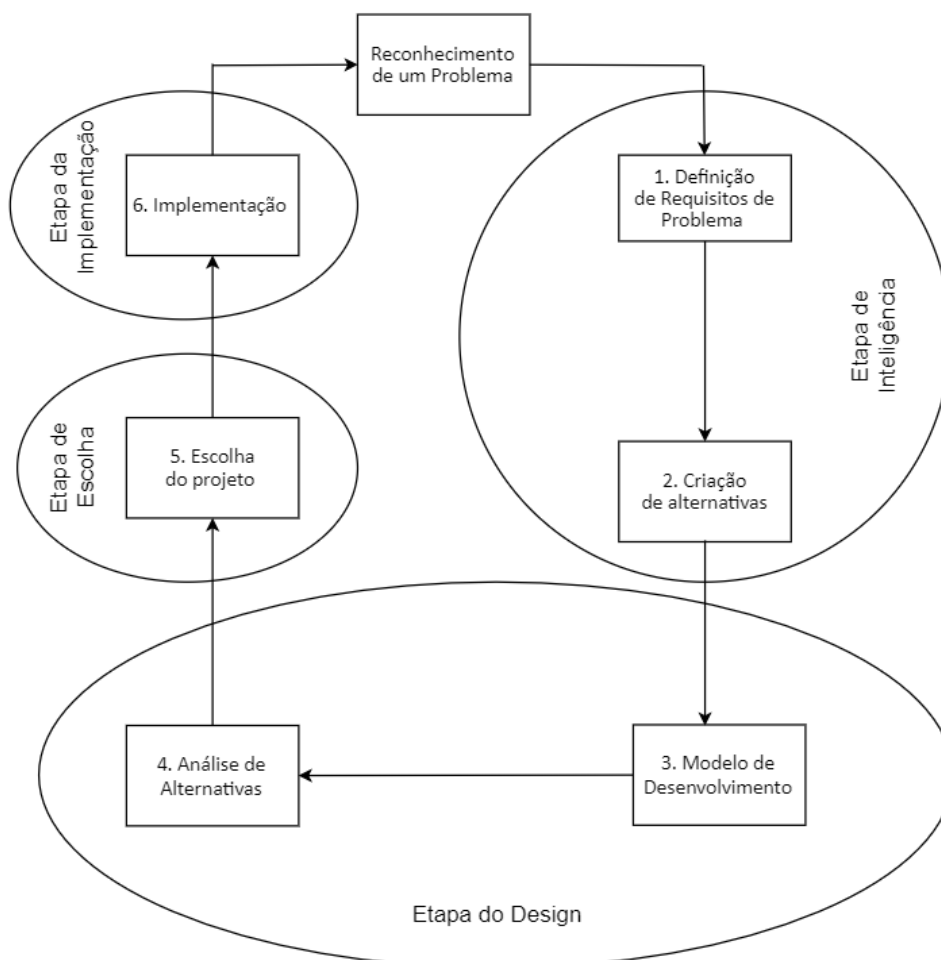 Reconhecimento
de um Problema
1. Definição
de Requisitos de
Problema
Etapa de
Inteligência
2. Criação
de alternativas
3. Modelo de
Desenvolvimento
Etapa do Design
4. Análise de
Alternativas
5. Escolha
do projeto
Etapa de
Escolha
6. Implementação
Etapa da
Implementação